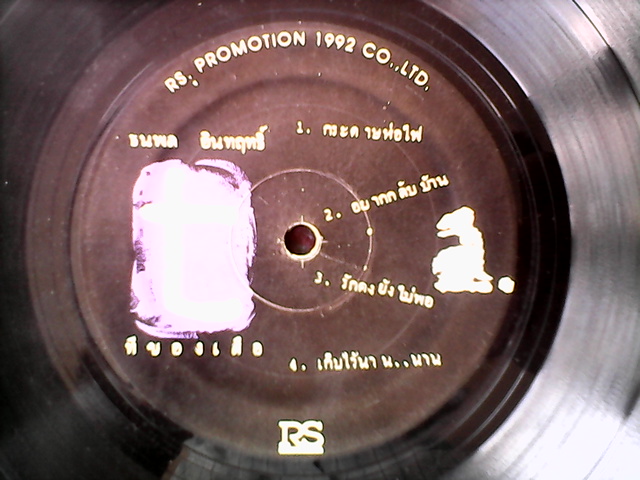 RS. PROMOTION 1992 CO.,LTD.
ธนพล อินทฤทธิ์
1. กระดาษห่อไฟ
2. อยากกลับบ้าน
3. รักคงยังไม่พอ
ทีของเสือ
4. เก็บไว้นาน..นาน
RS